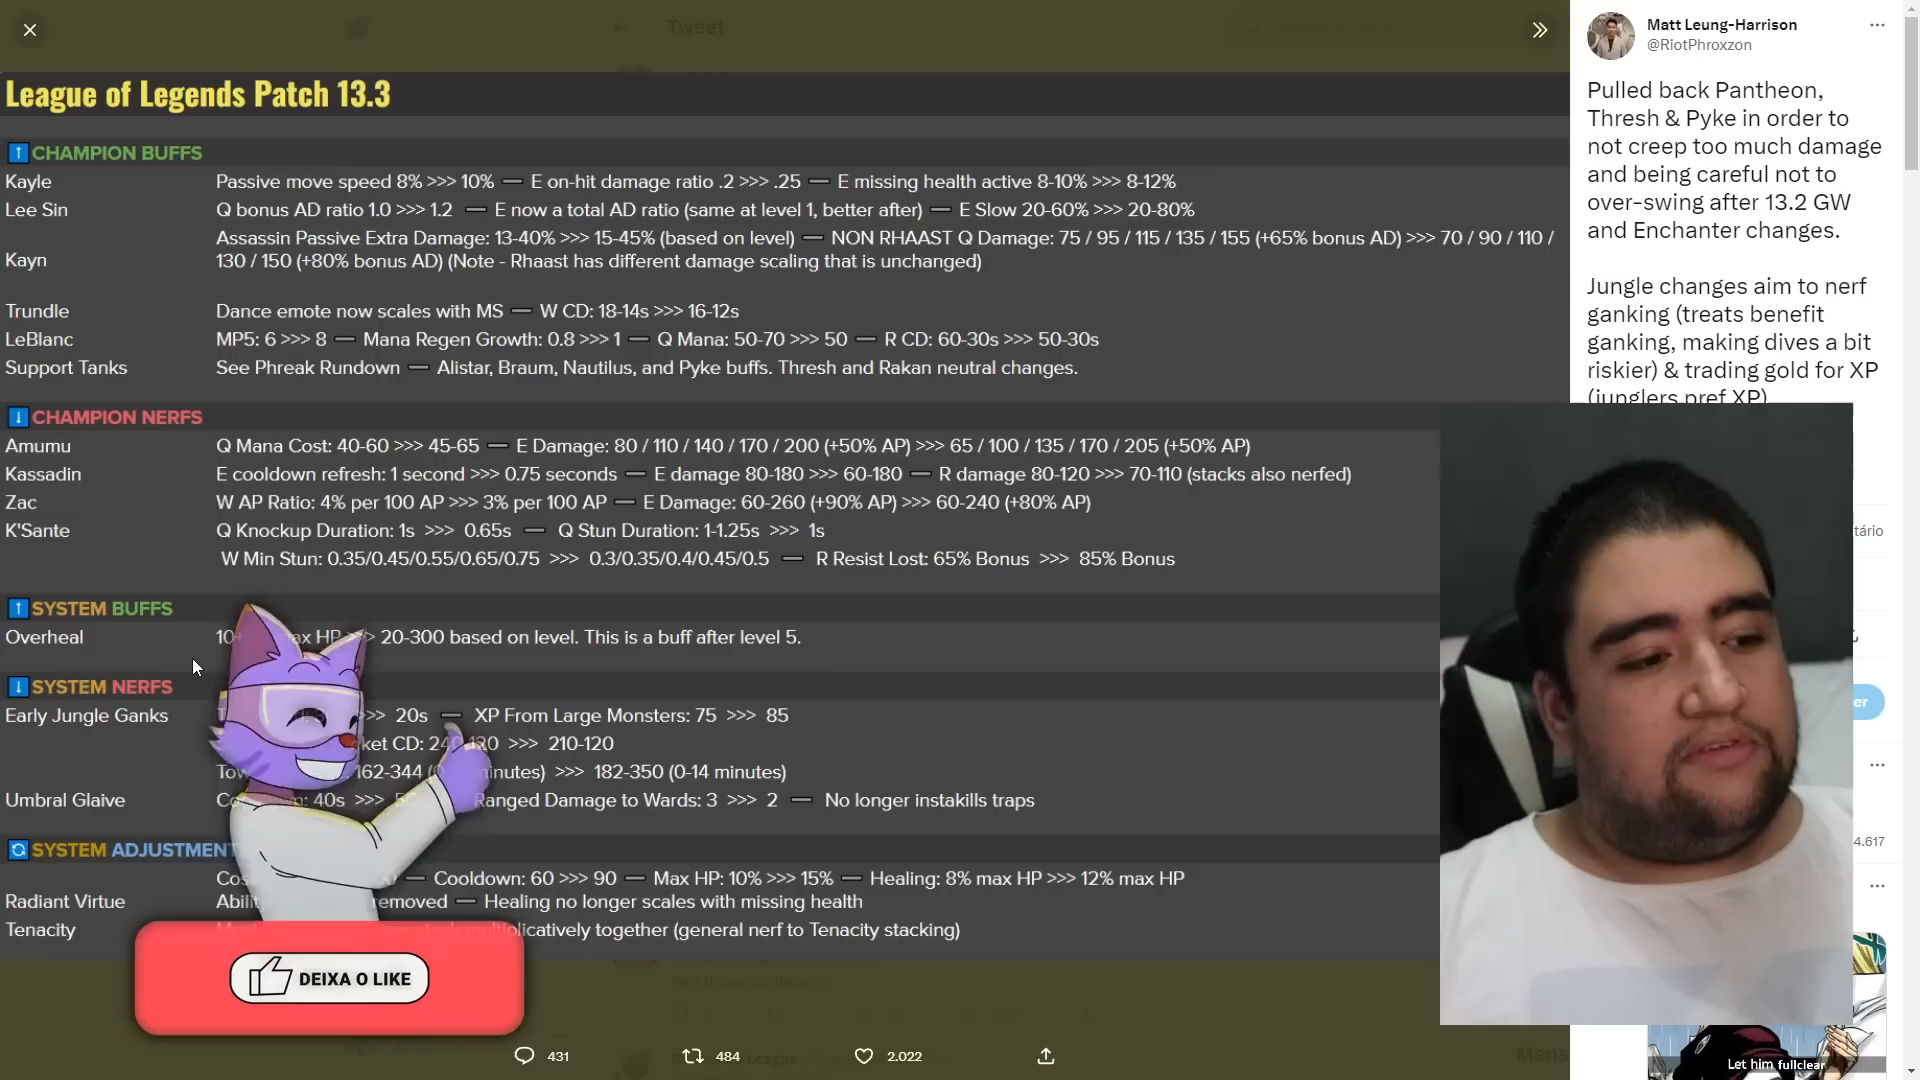 Tweet
League of Legends Patch 13.3
CHAMPION BUFFS
Kayle Passive move speed 8% >>> 10% — E on-hit damage ratio .2 >>> .25 — E missing health active 8-10% >>> 8-12%
Lee Sin Q bonus AD ratio 1.0 >>> 1.2 — E now a total AD ratio (same at level 1, better after) — E Slow 20-60% >>> 20-80%
Kayn Assassin Passive Extra Damage: 13-40% >>> 15-45% (based on level) — NON RHAAST Q Damage: 75 / 95 / 115 / 135 / 155 (+65% bonus AD) >>> 70 / 90 / 110 /
130 / 150 (+80% bonus AD) (Note - Rhaast has different damage scaling that is unchanged)
Trundle Dance emote now scales with MS — W CD: 18-14s >>> 16-12s
LeBlanc MP5: 6 >>> 8 — Mana Regen Growth: 0.8 >>> 1 — Q Mana: 50-70 >>> 50 — R CD: 60-30s >>> 50-30s
Support Tanks See Phreak Rundown — Alistar, Braum, Nautilus, and Pyke buffs. Thresh and Rakan neutral changes.
CHAMPION NERFS
Amumu Q Mana Cost: 40-60 >>> 45-65 — E Damage: 80 / 110 / 140 / 170 / 200 (+50% AP) >>> 65 / 100 / 135 / 170 / 205 (+50% AP)
Kassadin E cooldown refresh: 1 second >>> 0.75 seconds — E damage 80-180 >>> 60-180 — R damage 80-120 >>> 70-110 (stacks also nerfed)
Zac W AP Ratio: 4% per 100 AP >>> 3% per 100 AP — E Damage: 60-260 (+90% AP) >>> 60-240 (+80% AP)
K'Sante Q Knockup Duration: 1s >>> 0.65s — Q Stun Duration: 1-1.25s >>> 1s
W Min Stun: 0.35/0.45/0.55/0.65/0.75 >>> 0.3/0.35/0.4/0.45/0.5 — R Resist Lost: 65% Bonus >>> 85% Bonus
SYSTEM BUFFS
Overheal HP >>> 20-300 based on level. This is a buff after level 5.
SYSTEM NERFS
Early Jungle Ganks >>> 20s — XP From Large Monsters: 75 >>> 85
CD: >>> 210-120
162-344 >>> 182-350 (0-14 minutes)
Umbral Glaive 40s >>> Ranged Damage to Wards: 3 >>> 2 — No longer instakills traps
SYSTEM ADJUSTMENT
Radiant Virtue — Cooldown: 60 >>> 90 — Max HP: 10% >>> 15% — Healing: 8% max HP >>> 12% max HP
removed — Healing no longer scales with missing health
Tenacity multiplicatively together (general nerf to Tenacity stacking)
DEIXA O LIKE
431 484 2.022
Matt Leung-Harrison
@RiotPhroxzon
Pulled back Pantheon,
Thresh & Pyke in order to
not creep too much damage
and being careful not to
over-swing after 13.2 GW
and Enchanter changes.
Jungle changes aim to nerf
ganking (treats benefit
ganking, making dives a bit
riskier) & trading gold for XP
(junglers pref XP)
tário
er
4.617
Let him fullclear